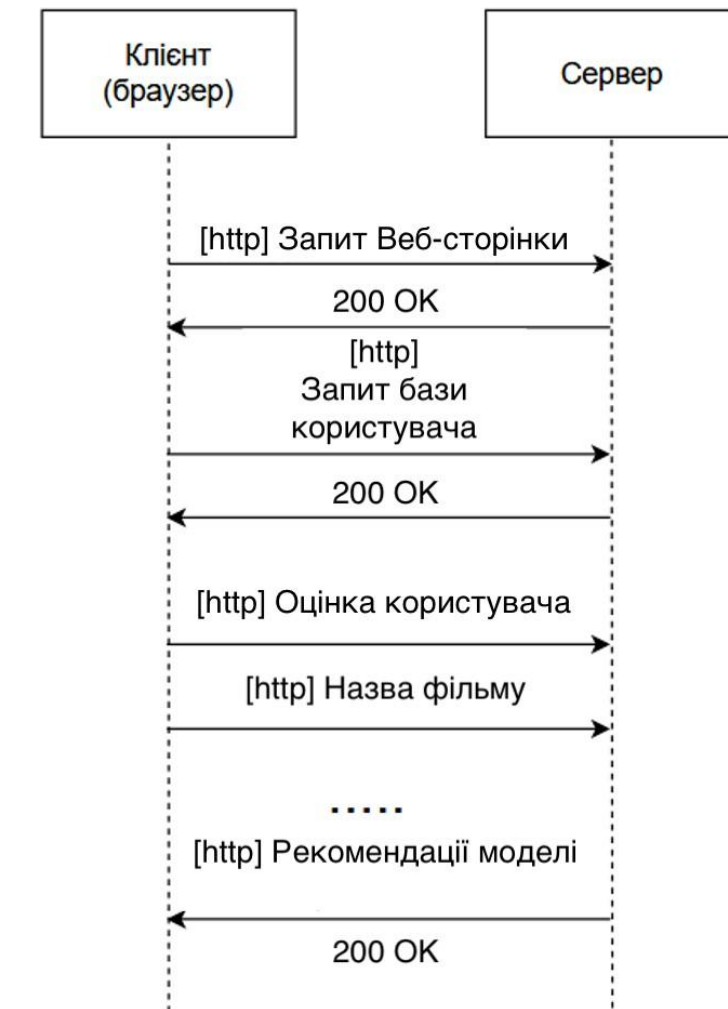 Клієнт
(браузер)
Сервер
[http] Запит Веб-сторінки
200 OK
[http]
Запит бази
користувача
200 OK
[http] Оцінка користувача
[http] Назва фільму
.....
[http] Рекомендації моделі
200 OK